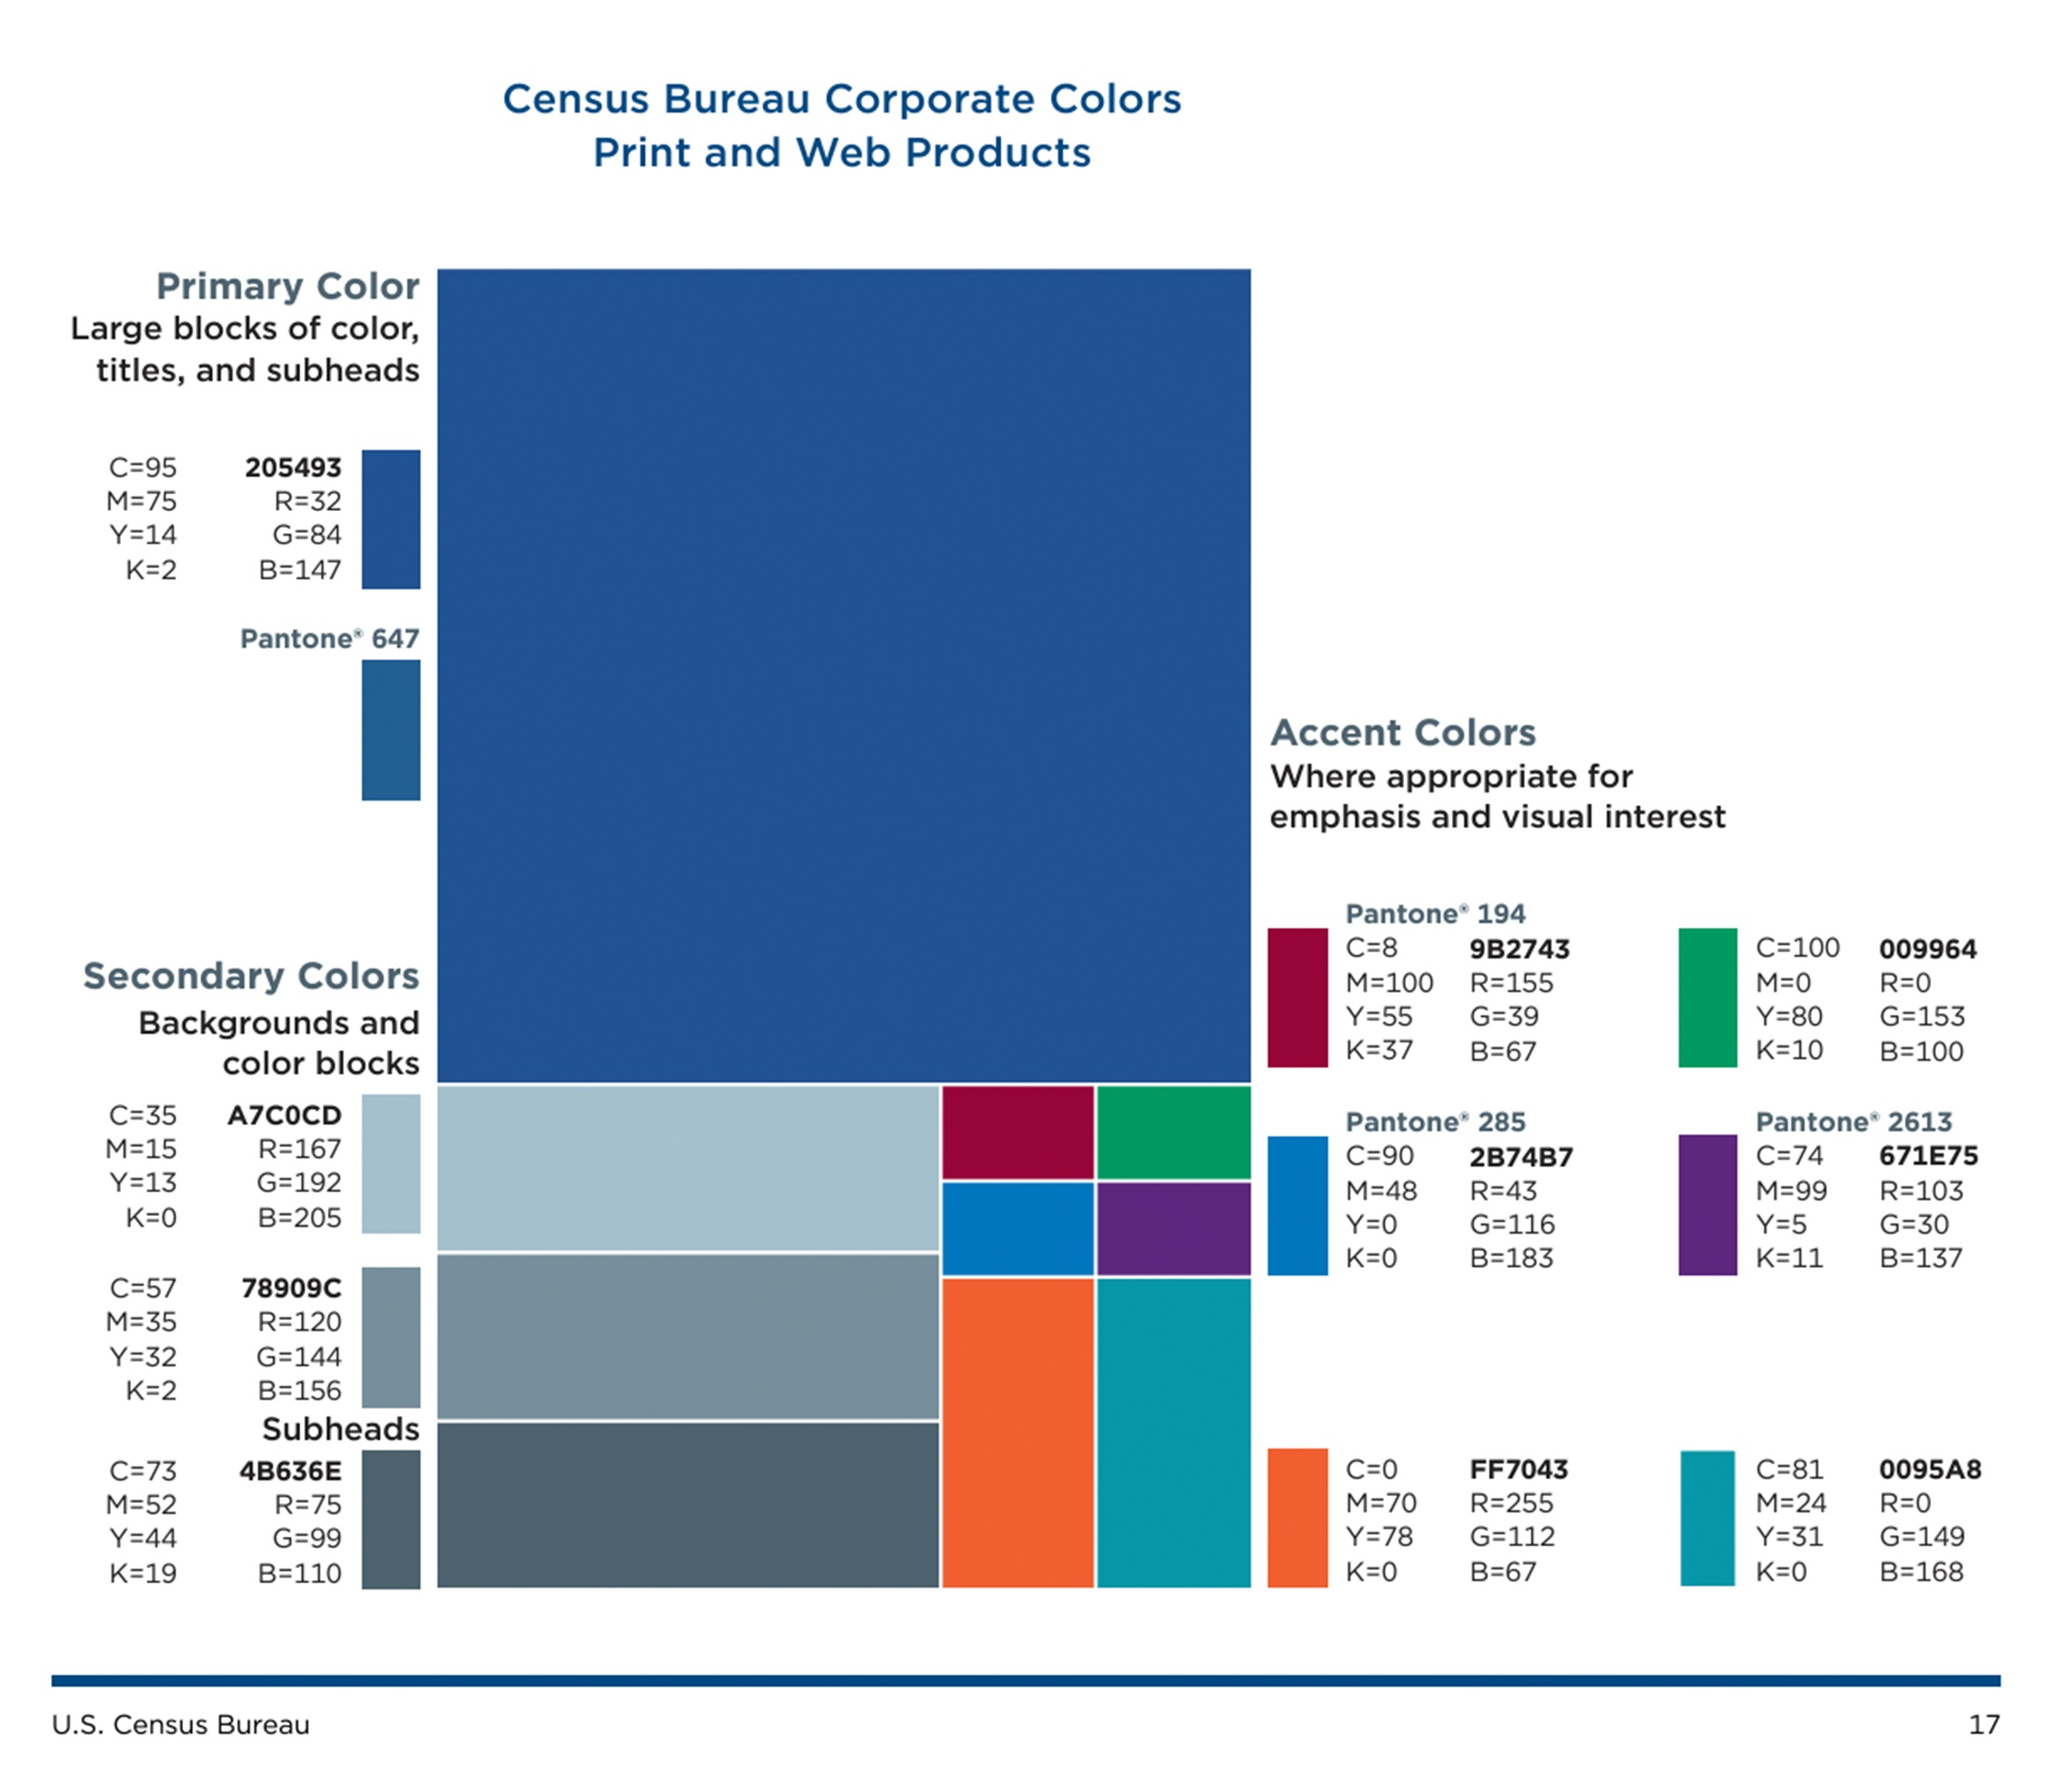 Census Bureau Corporate Colors
Print and Web Products
Primary Color
Large blocks of color,
titles, and subheads
C=95 205493
M=75 R=32
Y=14 G=84
K=2 B=147
Pantone® 647
Secondary Colors
Backgrounds and
color blocks
C=35 A7C0CD
M=15 R=167
Y=13 G=192
K=0 B=205
C=57 78909C
M=35 R=120
Y=32 G=144
K=2 B=156
Subheads
C=73 4B636E
M=52 R=75
Y=44 G=99
K=19 B=110
Accent Colors
Where appropriate for
emphasis and visual interest
Pantone® 194
C=8 9B2743
M=100 R=155
Y=55 G=39
K=37 B=67
C=100 009964
M=0 R=0
Y=80 G=153
K=10 B=100
Pantone® 285
C=90 2B74B7
M=48 R=43
Y=0 G=116
K=0 B=183
Pantone® 2613
C=74 671E75
M=99 R=103
Y=5 G=30
K=11 B=137
C=0 FF7043
M=70 R=255
Y=78 G=112
K=0 B=67
C=81 0095A8
M=24 R=0
Y=31 G=149
K=0 B=168
U.S. Census Bureau
17